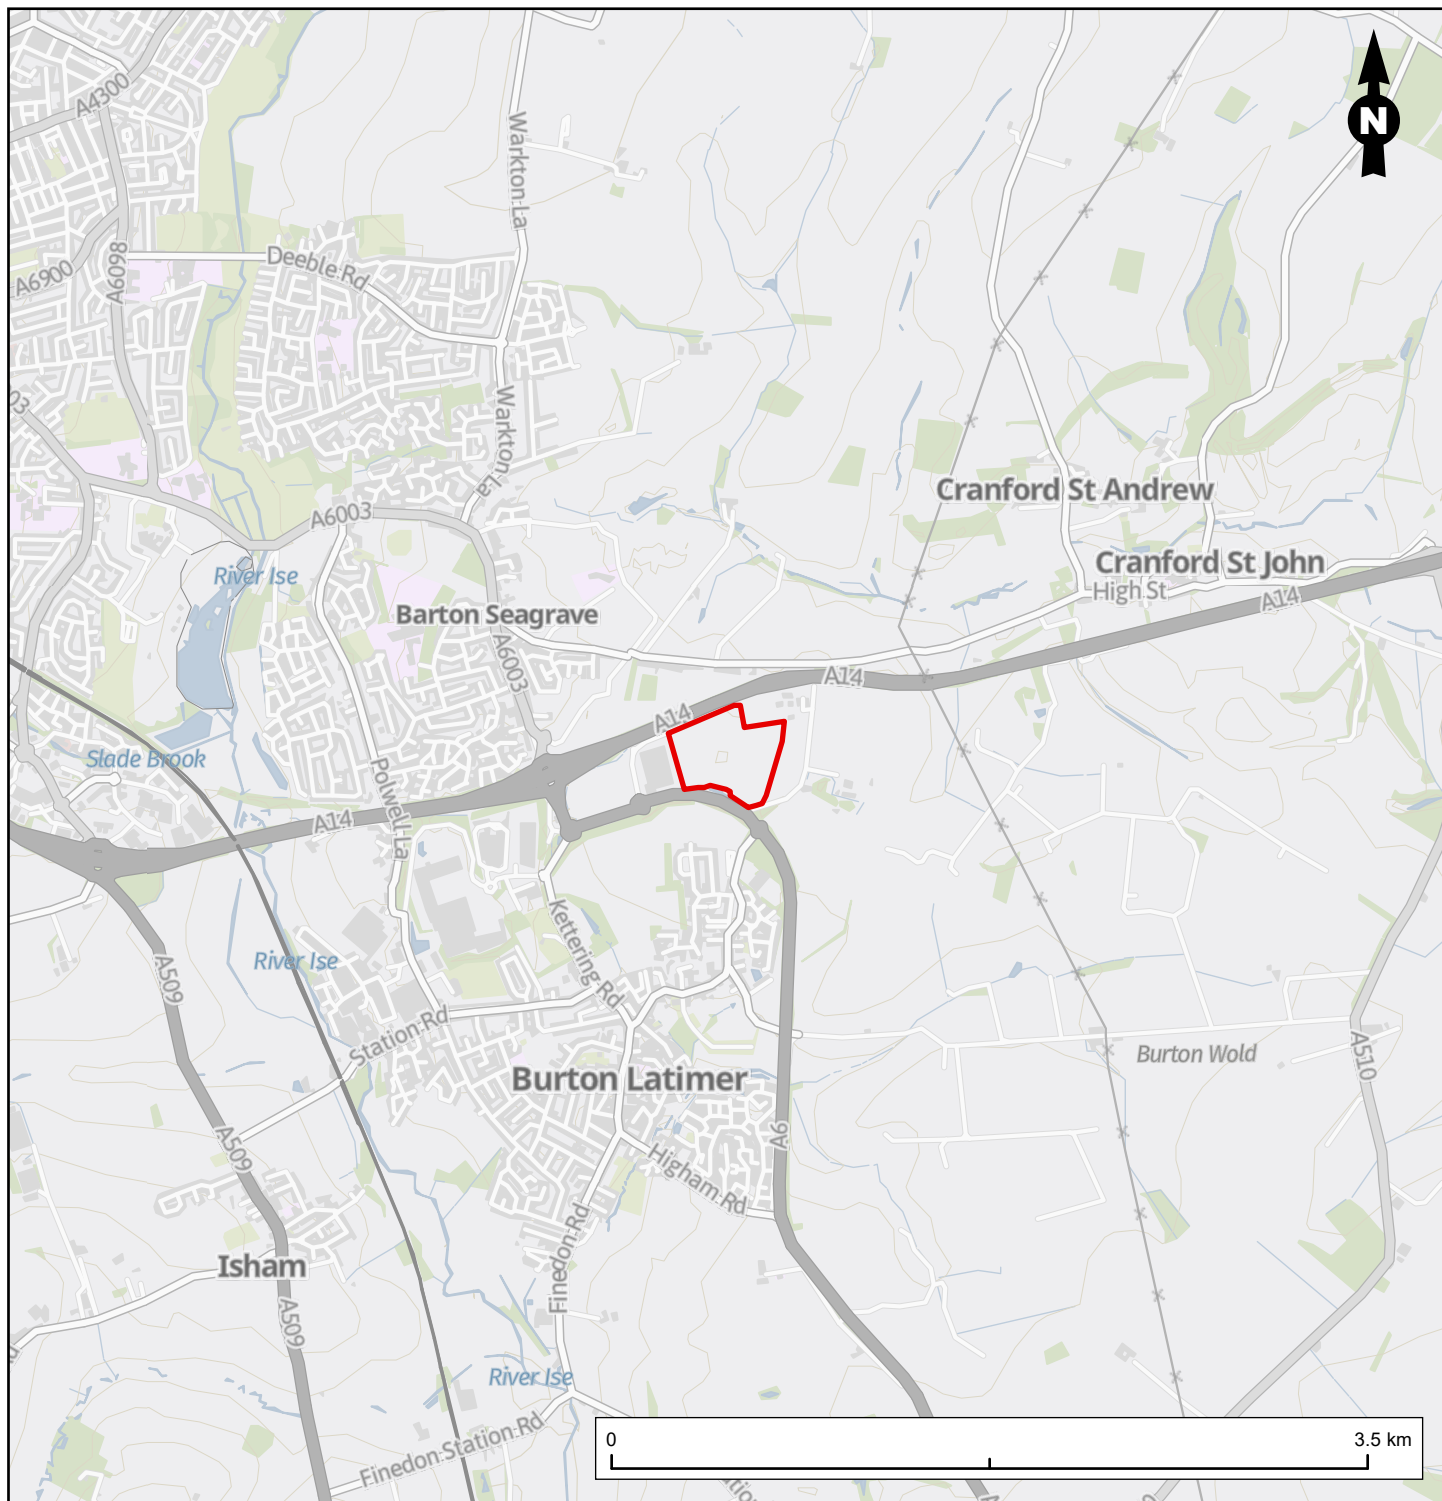 A4300
N
Warkton La
Deeble Rd
A6900
A6098
03
Warkton La
Cranford St Andrew
A6003
Cranford St John
River Ise
High St
A14
Barton Seagrave
A6003
A14
A14
Slade Brook
Polwell La
A14
Kettering Rd
River Ise
A509
Station Rd
Burton Wold
A510
Burton Latimer
A6
A509
Higham Rd
Finedon Rd
Isham
A509
River Ise
Finedon Station Rd
0
3.5 km